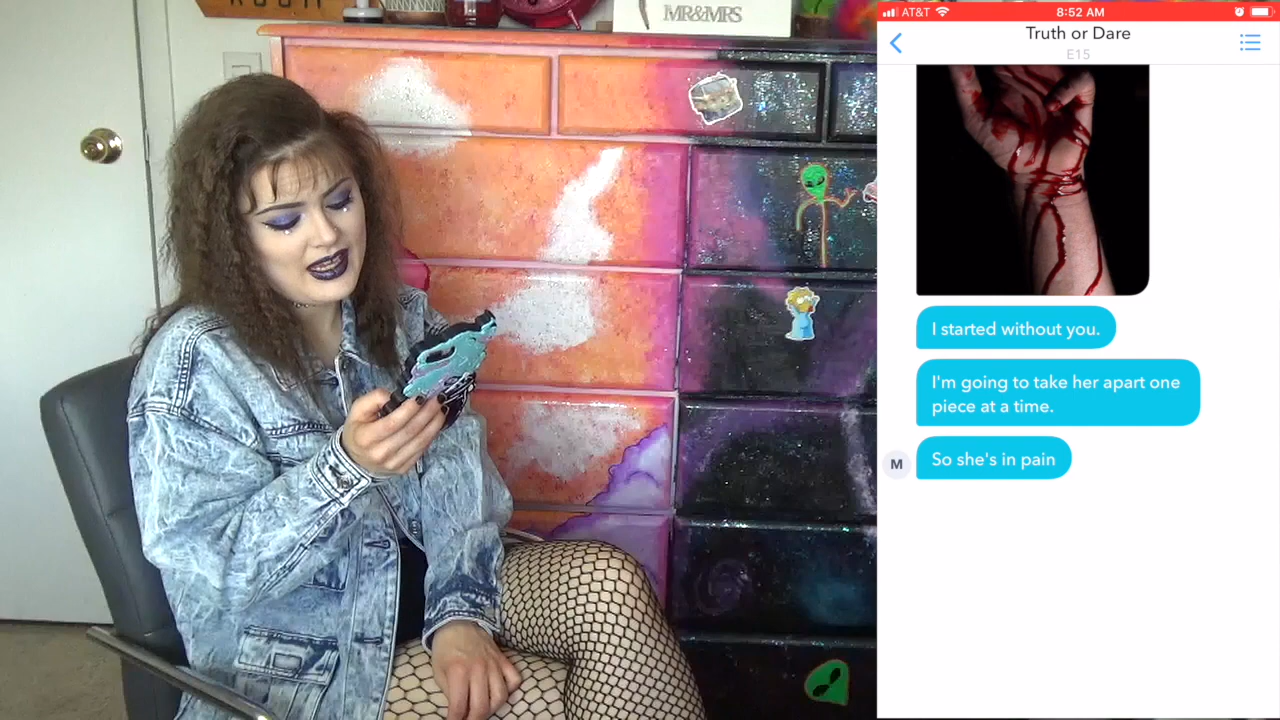 ROOM
MR&MRS
AT&T
8:52 AM
Truth or Dare
E15
I started without you.
I'm going to take her apart one
piece at a time.
M
So she's in pain